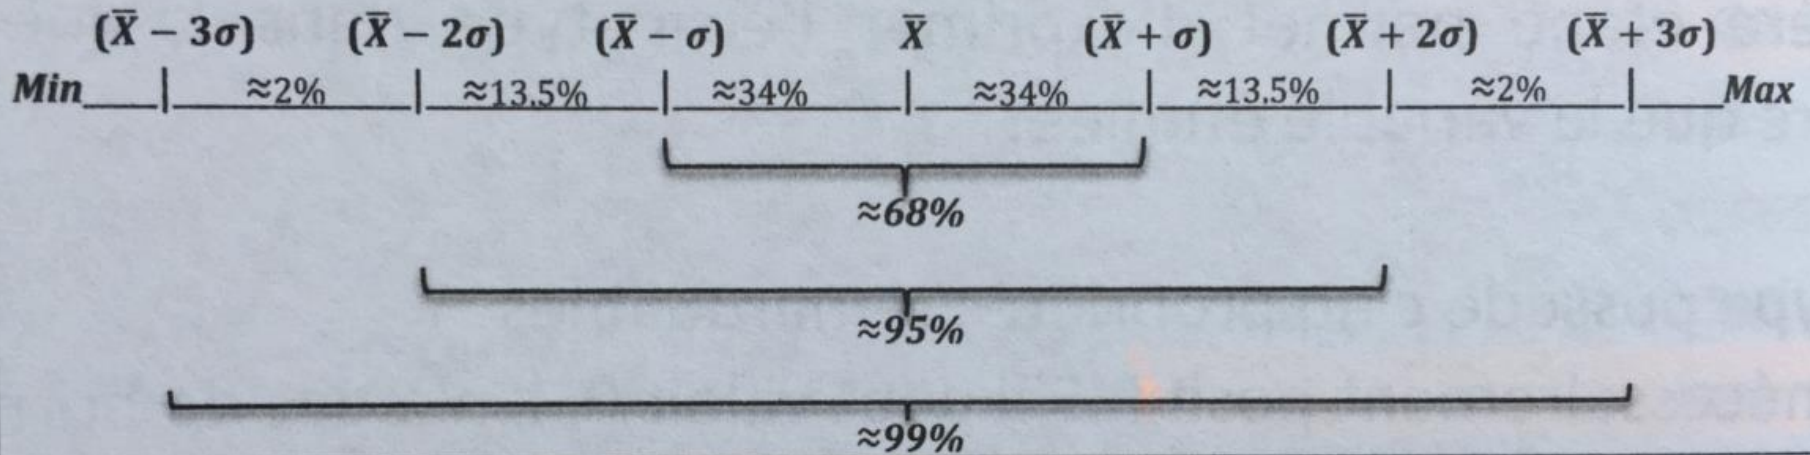 (X̄ − 3σ) (X̄ − 2σ) (X̄ − σ) X̄ (X̄ + σ) (X̄ + 2σ) (X̄ + 3σ)
Min ≈2% ≈13.5% ≈34% ≈34% ≈13.5% ≈2% Max
≈68%
≈95%
≈99%